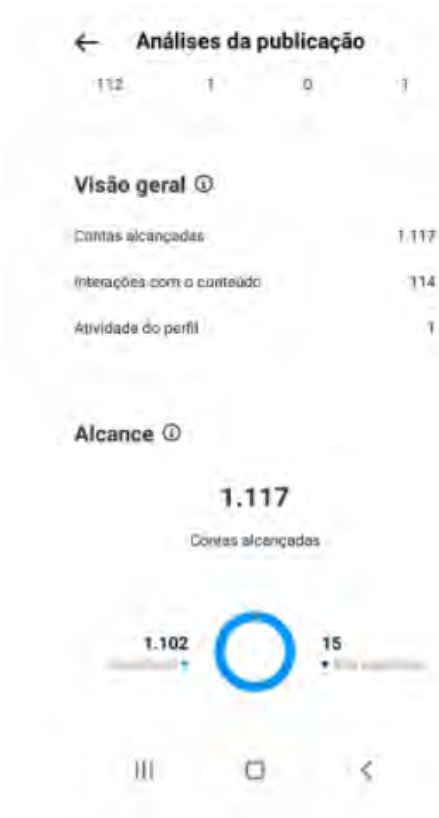 ← Análises da publicação
112 1 0 1
Visão geral
Contas alcançadas 1.117
Interações com o conteúdo 114
Atividade do perfil 1
Alcance
1.117
Contas alcançadas
1.102 15